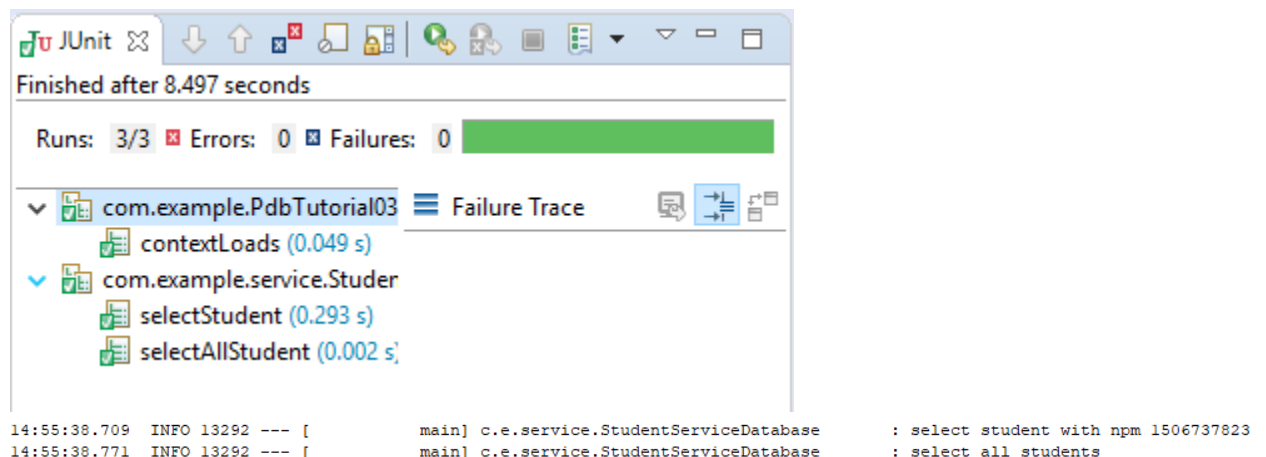 JUnit
Finished after 8.497 seconds
Runs: 3/3 Errors: 0 Failures: 0
com.example.PdbTutorial03
Failure Trace
contextLoads (0.049 s)
com.example.service.Studen
selectStudent (0.293 s)
selectAllStudent (0.002 s)
14:55:38.709 INFO 13292 --- [ main] c.e.service.StudentServiceDatabase : select student with npm 1506737823
14:55:38.771 INFO 13292 --- [ main] c.e.service.StudentServiceDatabase : select all students